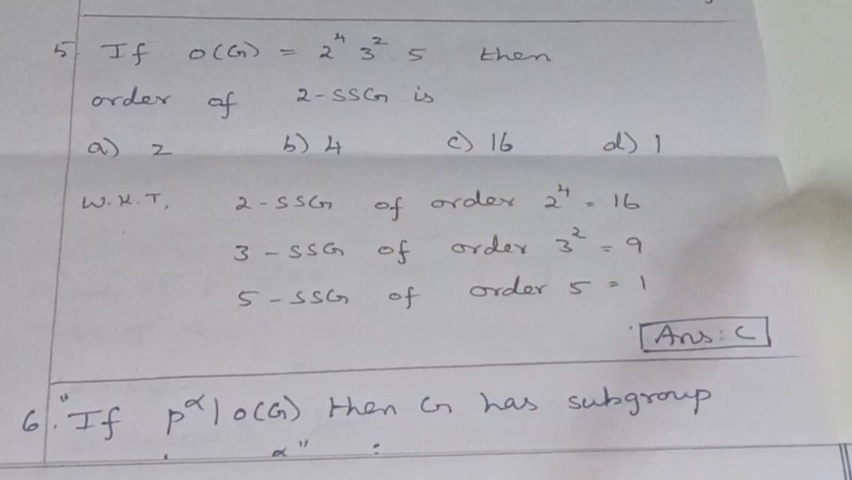 5. If O(G) = 2⁴ 3² 5 then
order of 2-SSG is
a) 2 b) 4 c) 16 d) 1
W.K.T. 2-SSG of order 2⁴ = 16
3-SSG of order 3² = 9
5-SSG of order 5 = 1
Ans: C
6. "If p^α | O(G) then G has subgroup